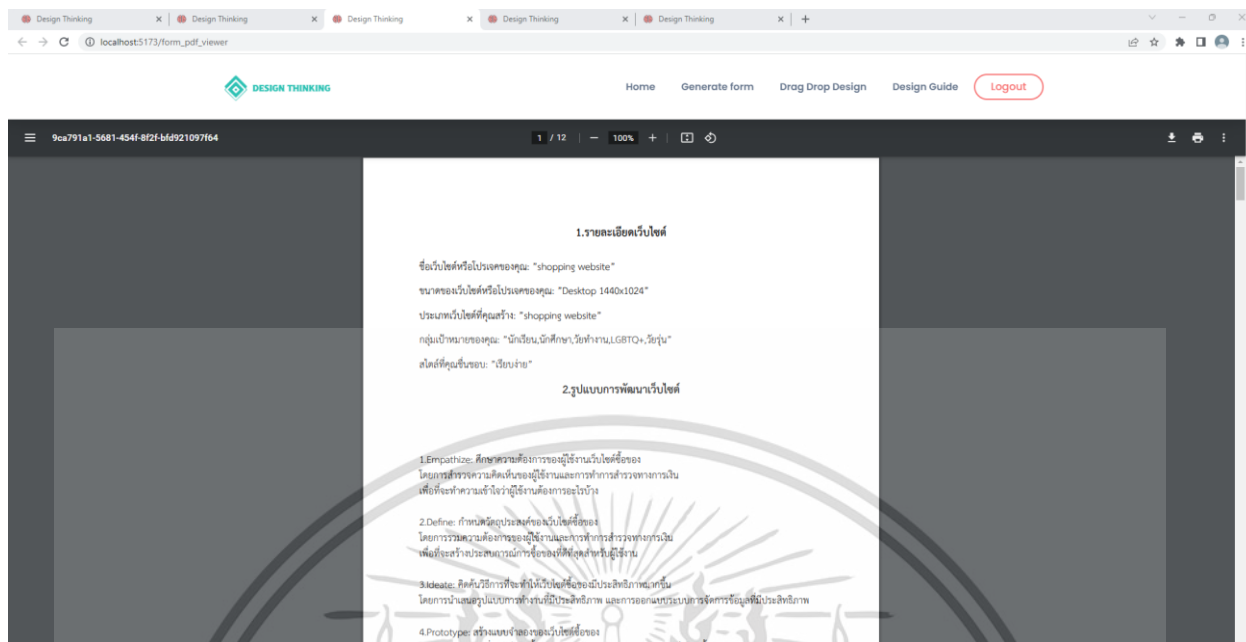 Design Thinking
Design Thinking
Design Thinking
Design Thinking
Design Thinking
localhost:5173/form_pdf_viewer
DESIGN THINKING
Home Generate form Drag Drop Design Design Guide Logout
9ca791a1-5681-454f-8f2f-bfd921097f64 1 / 12 100%
1.รายละเอียดเว็บไซต์
ชื่อเว็บไซต์หรือโปรเจคของคุณ: "shopping website"
ขนาดของเว็บไซต์หรือโปรเจคของคุณ: "Desktop 1440x1024"
ประเภทเว็บไซต์ที่คุณสร้าง: "shopping website"
กลุ่มเป้าหมายของคุณ: "นักเรียน,นักศึกษา,วัยทำงาน,LGBTQ+,วัยรุ่น"
สไตล์ที่คุณชื่นชอบ: "เรียบง่าย"
2.รูปแบบการพัฒนาเว็บไซต์
1.Empathize: ศึกษาความต้องการของผู้ใช้งานเว็บไซต์ซื้อของ
โดยการสำรวจความคิดเห็นของผู้ใช้งานและการทำการสำรวจทางการเงิน
เพื่อที่จะทำความเข้าใจว่าผู้ใช้งานต้องการอะไรบ้าง
2.Define: กำหนดวัตถุประสงค์ของเว็บไซต์ซื้อของ
โดยการรวมความต้องการของผู้ใช้งานและการทำการสำรวจทางการเงิน
เพื่อที่จะสร้างประสบการณ์การซื้อของที่ดีที่สุดสำหรับผู้ใช้งาน
3.Ideate: คิดค้นวิธีการที่จะทำให้เว็บไซต์ซื้อของมีประสิทธิภาพมากขึ้น
โดยการนำเสนอรูปแบบการทำงานที่มีประสิทธิภาพ และการออกแบบระบบการจัดการข้อมูลที่มีประสิทธิภาพ
4.Prototype: สร้างแบบจำลองของเว็บไซต์ซื้อของ